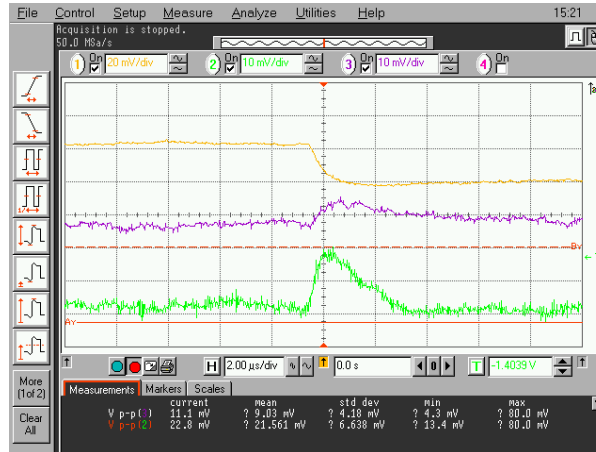 File Control Setup Measure Analyze Utilities Help 15:21
Acquisition is stopped.
50.0 MSa/s
1 On 20 mV/div 2 On 10 mV/div 3 On 10 mV/div 4 On
By
Ay
More
(1of 2)
Clear
All
H 2.00 µs/div 0.0 s 0 T -1.4039 V
Measurements Markers Scales
current mean std dev min max
V p-p(3) 11.1 mV ? 9.03 mV ? 4.18 mV ? 4.3 mV ? 80.0 mV
V p-p(2) 22.8 mV ? 21.561 mV ? 6.638 mV ? 13.4 mV ? 80.0 mV